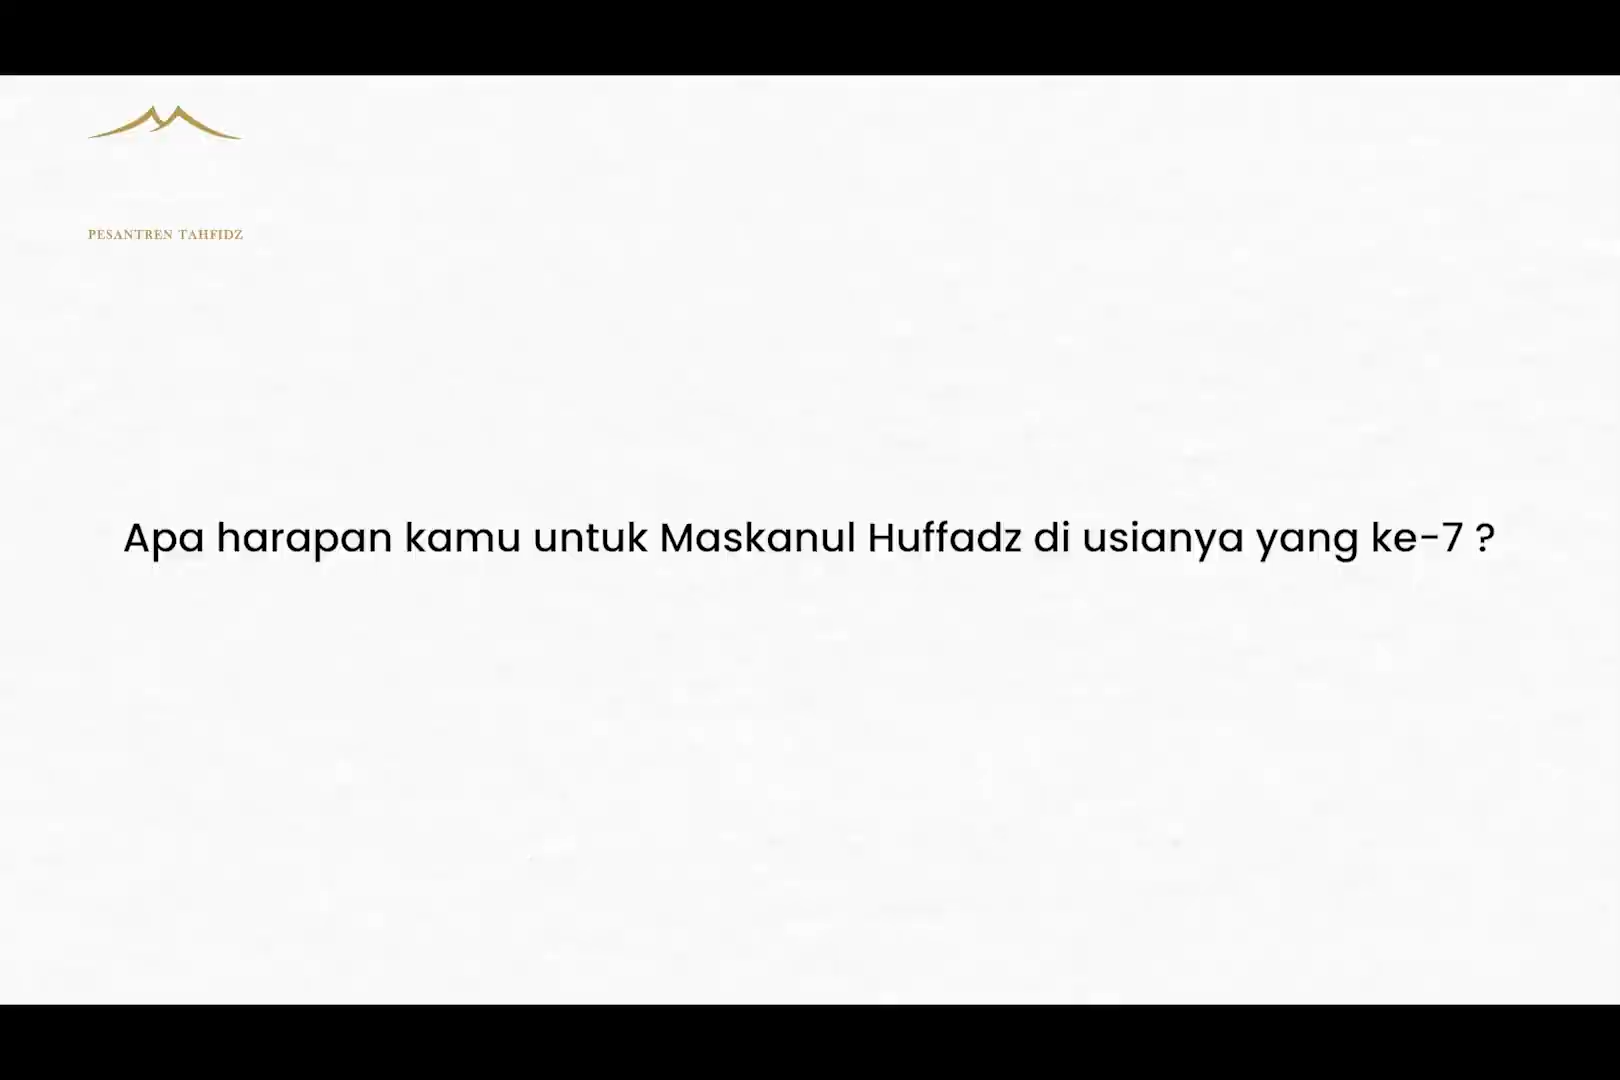 PESANTREN TAHFIDZ
Apa harapan kamu untuk Maskanul Huffadz di usianya yang ke-7 ?